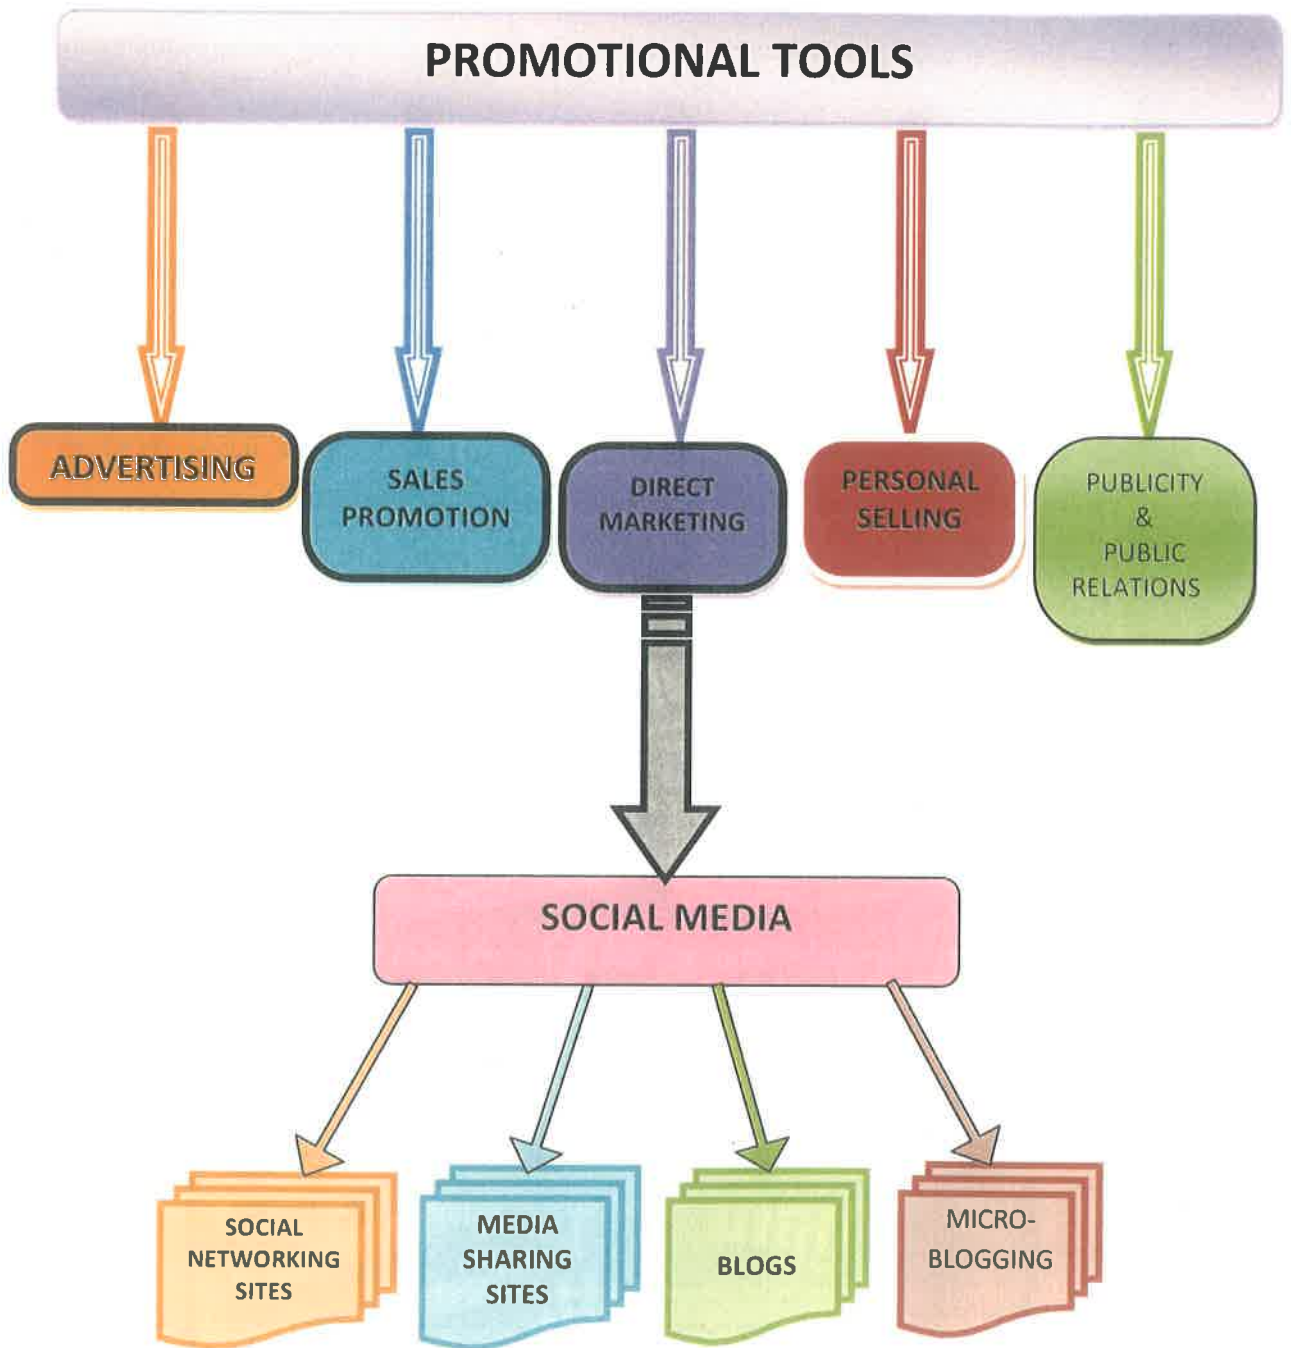 PROMOTIONAL TOOLS
ADVERTISING
SALES
PROMOTION
DIRECT
MARKETING
PERSONAL
SELLING
PUBLICITY
&
PUBLIC
RELATIONS
SOCIAL MEDIA
SOCIAL
NETWORKING
SITES
MEDIA
SHARING
SITES
BLOGS
MICRO-
BLOGGING